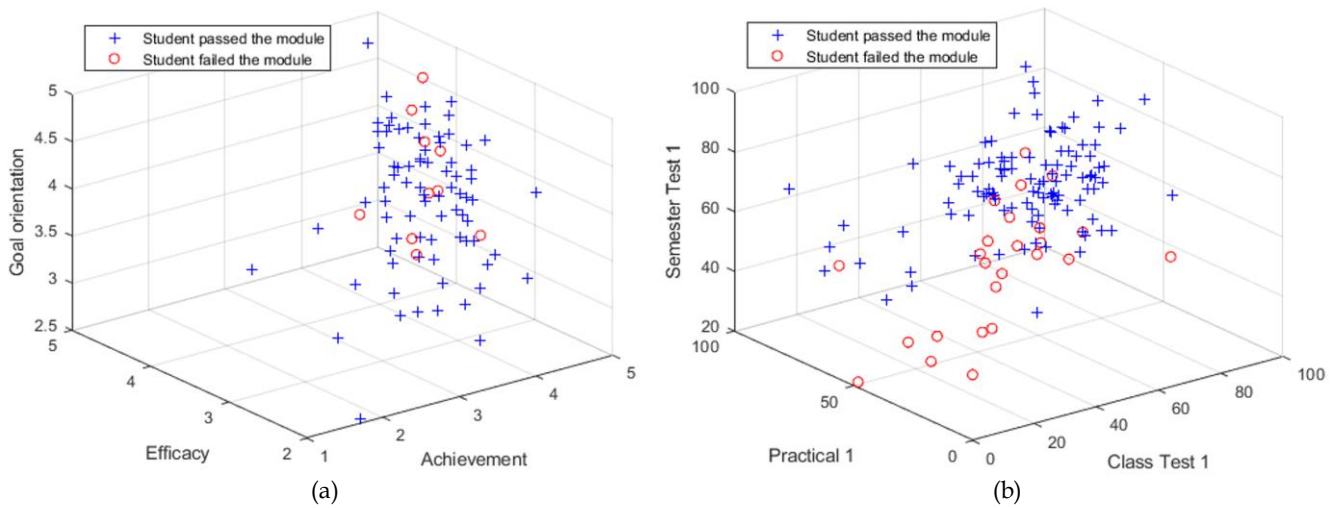 Student passed the module
Student failed the module
5
4.5
4
3.5
3
2.5
Goal orientation
5
4
3
2
Efficacy
1
2
3
4
5
Achievement
(a)
Student passed the module
Student failed the module
100
80
60
40
20
Semester Test 1
100
50
0
Practical 1
0
20
40
60
80
100
Class Test 1
(b)